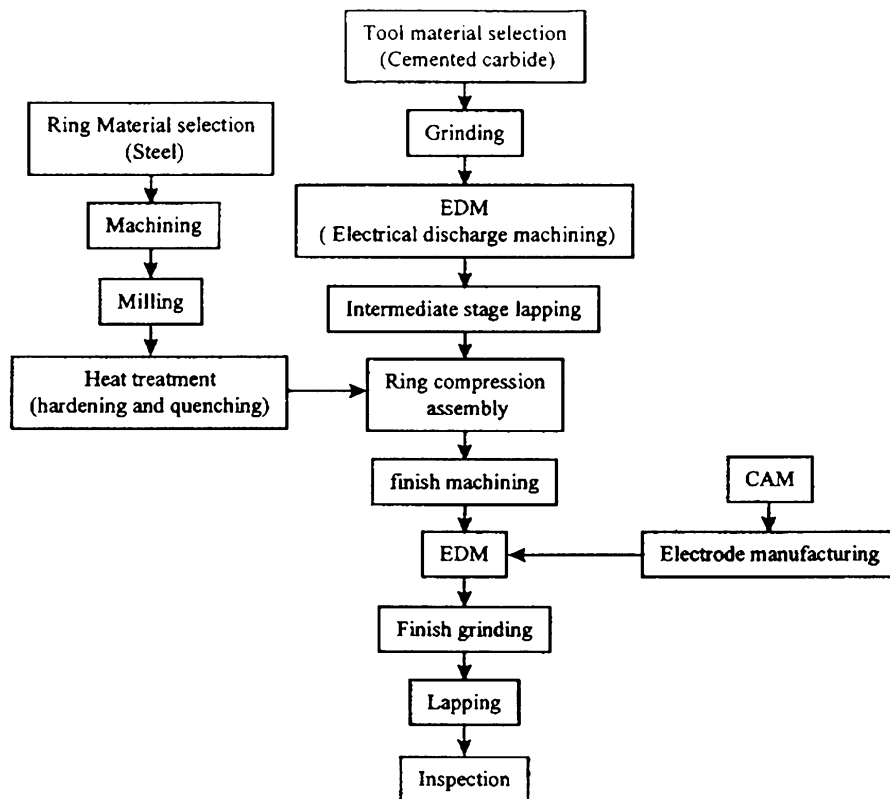 Tool material selection
(Cemented carbide)
Ring Material selection
(Steel)
Grinding
Machining
EDM
( Electrical discharge machining)
Milling
Intermediate stage lapping
Heat treatment
(hardening and quenching)
Ring compression
assembly
finish machining
CAM
EDM
Electrode manufacturing
Finish grinding
Lapping
Inspection